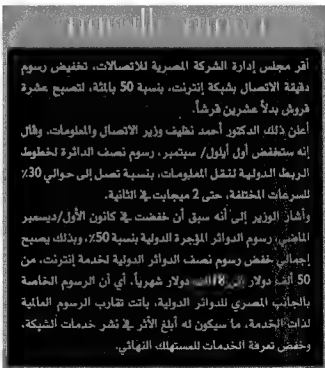 أقر مجلس إدارة الشركة المصرية للاتصالات، تخفيض رسوم
دقيقة الاتصال بشبكة إنترنت، بنسبة 50 بالمئة، لتصبح عشرة
قروش بدلاً عشرين قرشاً.
أعلن ذلك الدكتور أحمد نظيف وزير الاتصال والمعلومات. وقال
إنه ستخفض أول أيلول/ سبتمبر، رسوم نصف الدائرة لخطوط
الربط الدولية لنقل المعلومات، بنسبة تصل إلى حوالي 30٪
للسرعات المختلفة، حتى 2 ميجابت في الثانية.
وأشار الوزير إلى أنه سبق أن خفضت في كانون الأول/ديسمبر
الماضي، رسوم الدوائر المؤجرة الدولية بنسبة 50٪، وبذلك يصبح
إجمالي خفض رسوم نصف الدوائر الدولية لخدمة إنترنت، من
50 ألف دولار إلى 8 آلاف دولار شهرياً. أي أن الرسوم الخاصة
بالجانب المصري للدوائر الدولية، باتت تقارب الرسوم العالمية
لذات الخدمة، ما سيكون له أبلغ الأثر في نشر خدمات الشبكة،
وخفض تعرفة الخدمات للمستهلك النهائي.